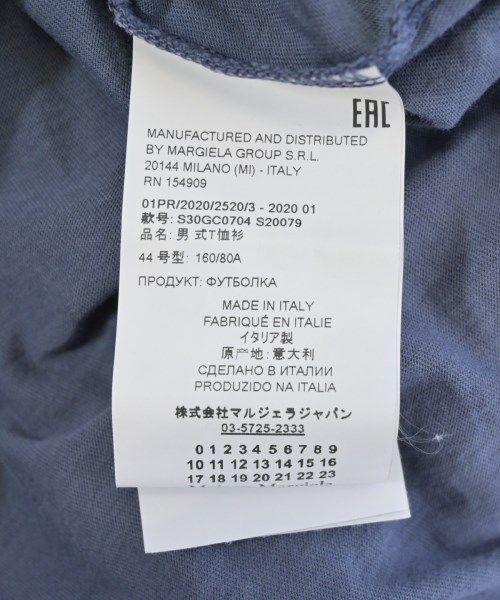 EAC
MANUFACTURED AND DISTRIBUTED
BY MARGIELA GROUP S.R.L.
20144 MILANO (MI) - ITALY
RN 154909
01PR/2020/2520/3 - 2020 01
款号: S30GC0704 S20079
品名: 男 式T恤衫
44 号型: 160/80A
ПРОДУКТ: ФУТБОЛКА
MADE IN ITALY
FABRIQUÉ EN ITALIE
イタリア製
原产地: 意大利
СДЕЛАНО В ИТАЛИИ
PRODUZIDO NA ITALIA
株式会社マルジェラジャパン
03-5725-2333
0 1 2 3 4 5 6 7 8 9
10 11 12 13 14 15 16
17 18 19 20 21 22 23
Maison Margiela